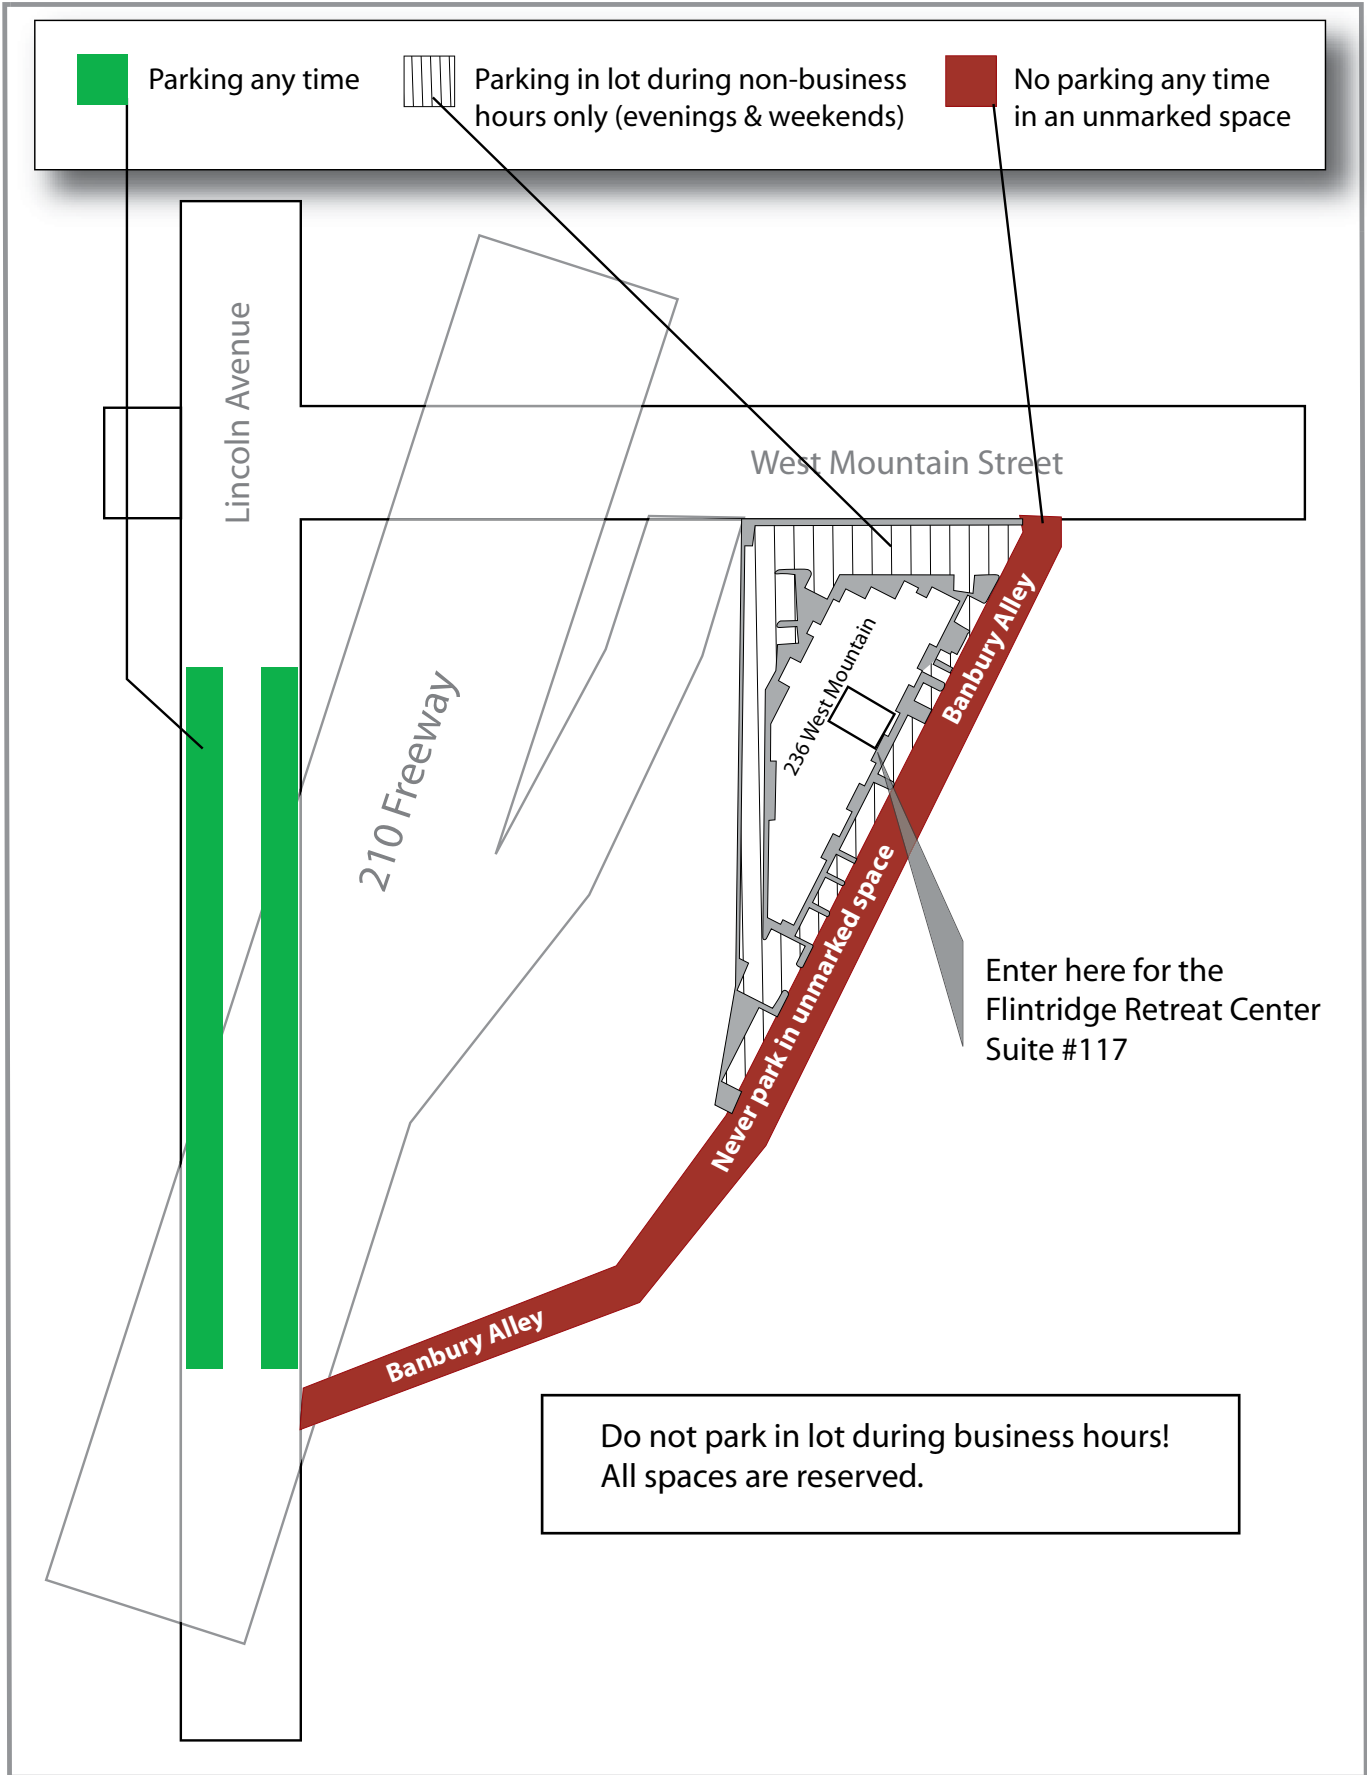 Parking any time
Parking in lot during non-business
hours only (evenings & weekends)
No parking any time
in an unmarked space
Lincoln Avenue
West Mountain Street
210 Freeway
236 West Mountain
Banbury Alley
Never park in unmarked space
Enter here for the
Flintridge Retreat Center
Suite #117
Banbury Alley
Do not park in lot during business hours!
All spaces are reserved.